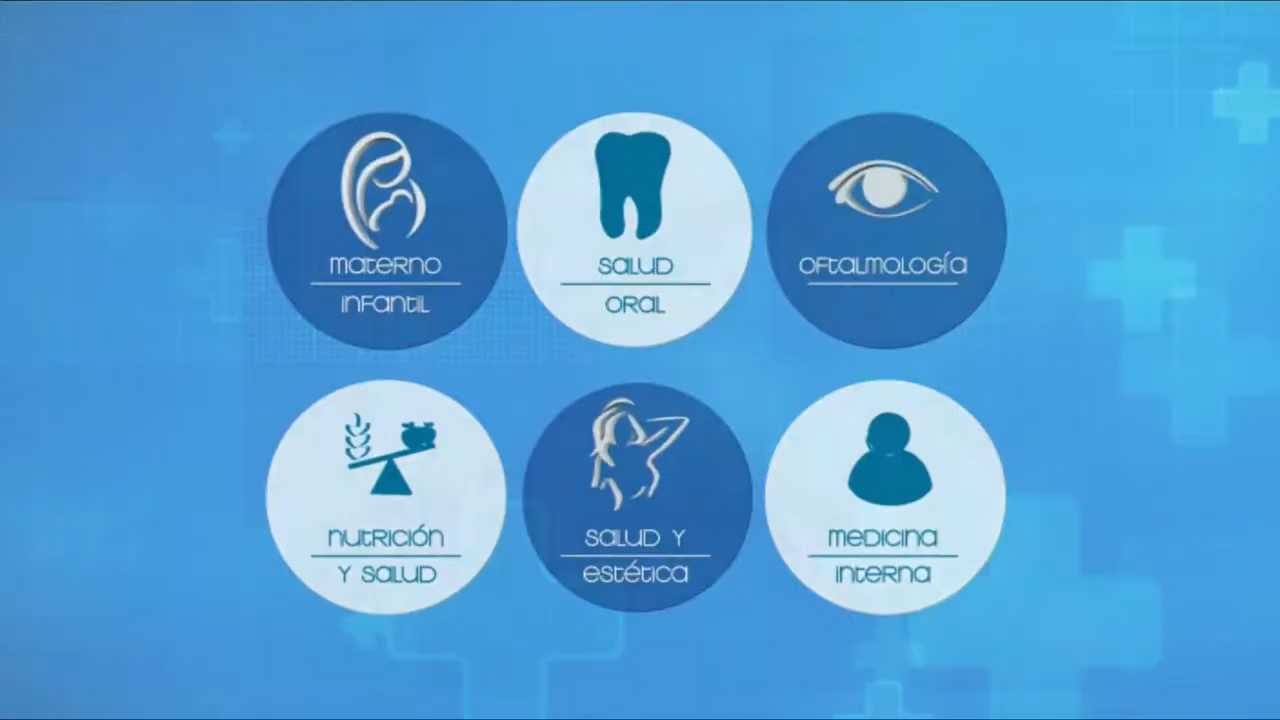 materno
infantil
salud
oral
oftalmología
nutrición
y salud
salud y
estética
medicina
interna